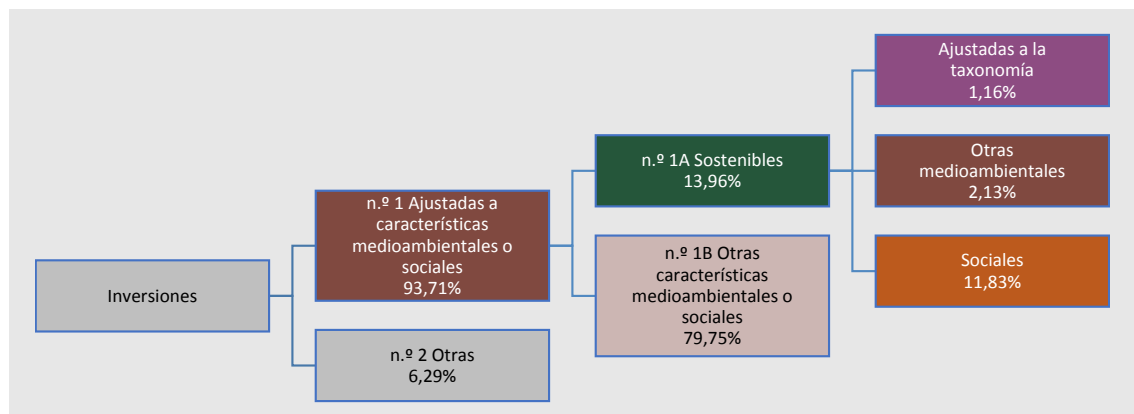 Inversiones
n.º 1 Ajustadas a
características
medioambientales o
sociales
93,71%
n.º 2 Otras
6,29%
n.º 1A Sostenibles
13,96%
n.º 1B Otras
características
medioambientales o
sociales
79,75%
Ajustadas a la
taxonomía
1,16%
Otras
medioambientales
2,13%
Sociales
11,83%